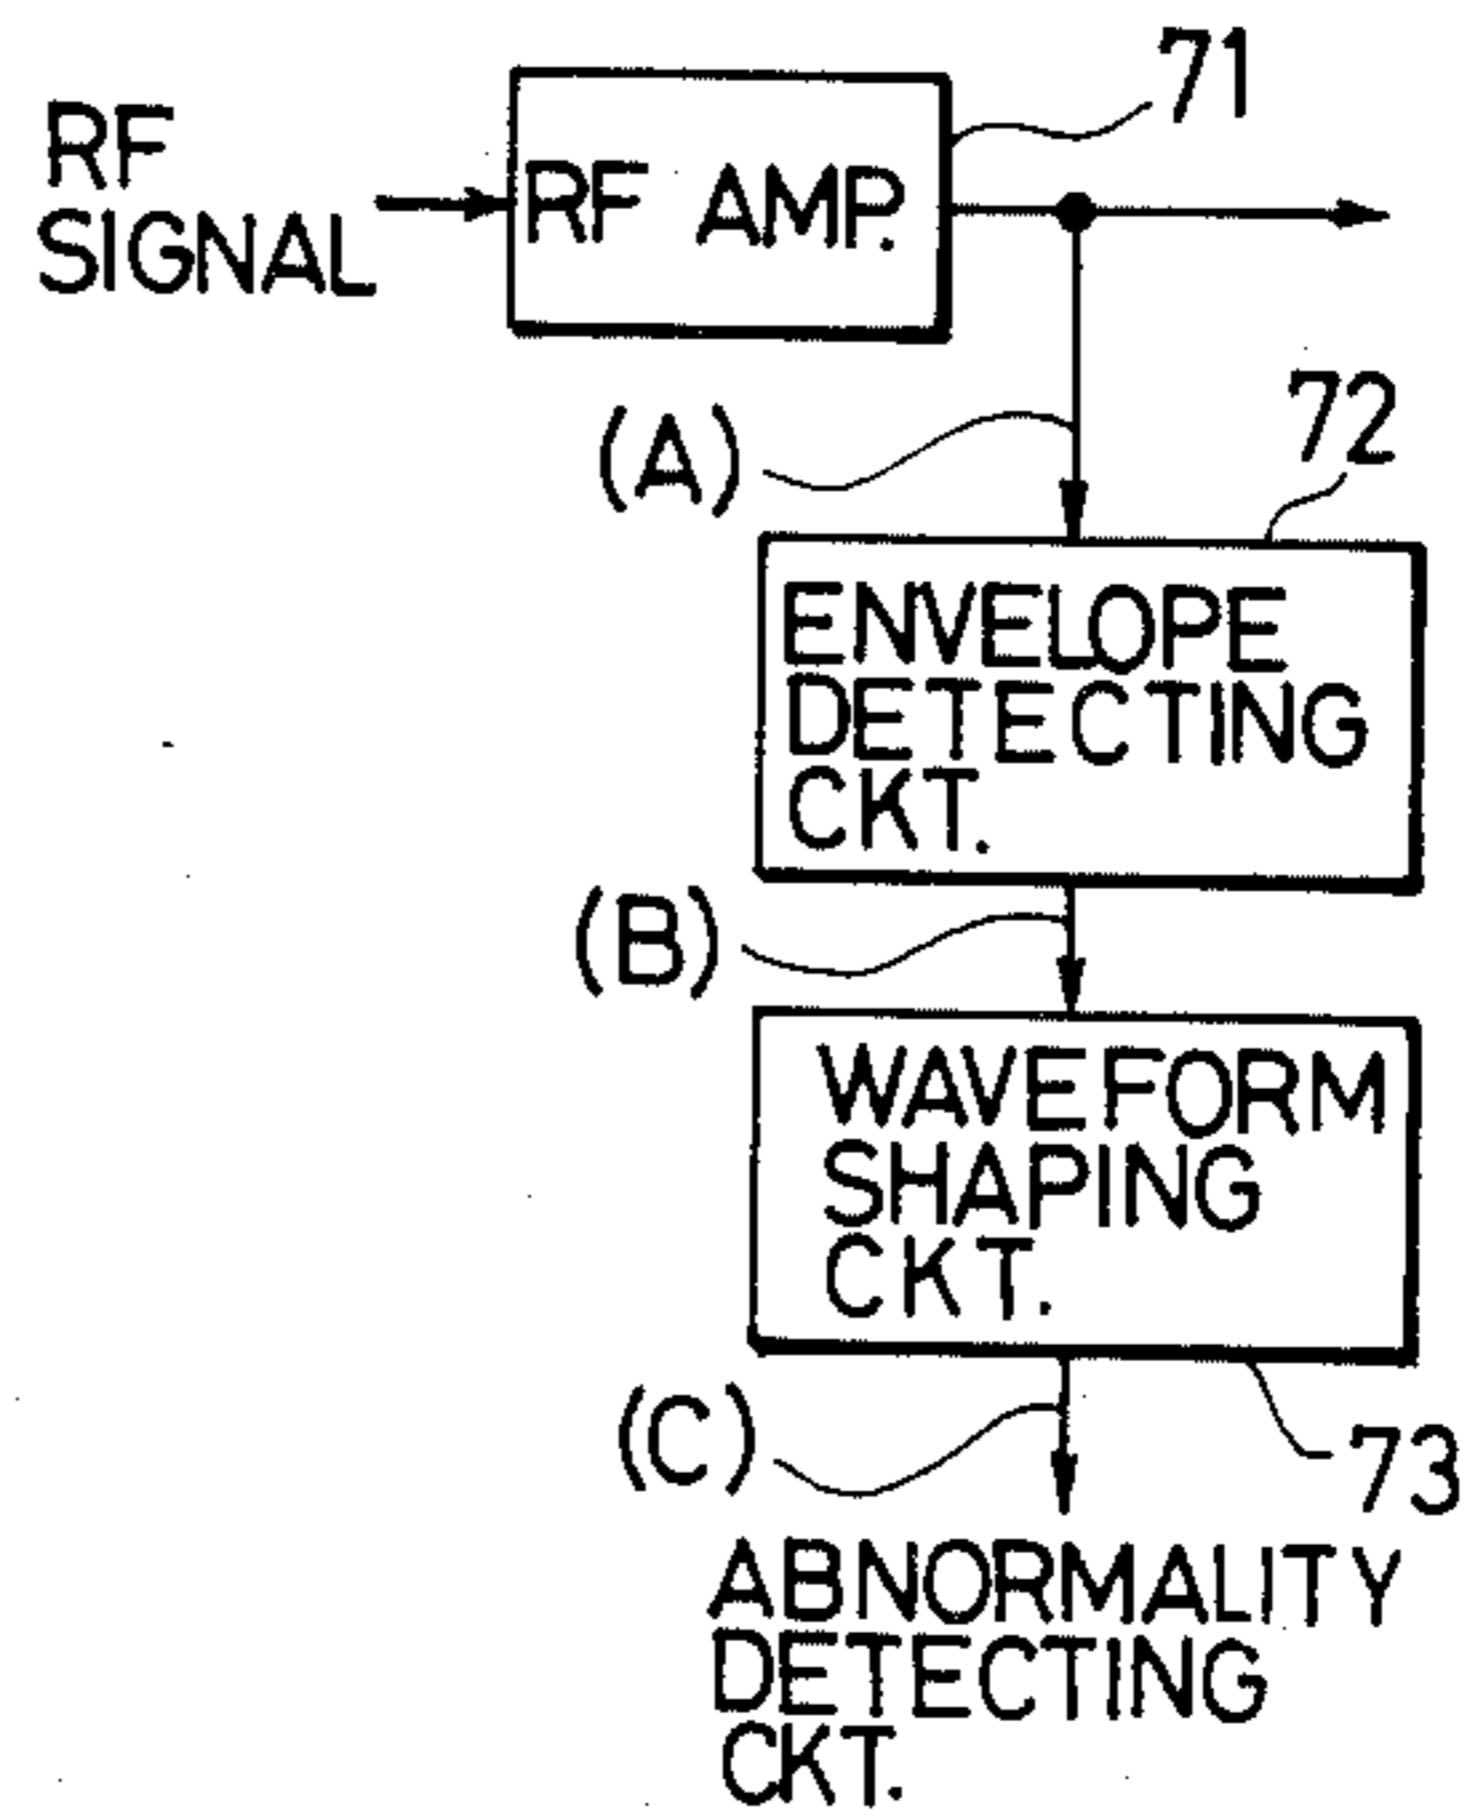 71
RF
SIGNAL
RF AMP.
(A)
72
ENVELOPE
DETECTING
CKT.
(B)
WAVEFORM
SHAPING
CKT.
(C)
73
ABNORMALITY
DETECTING
CKT.